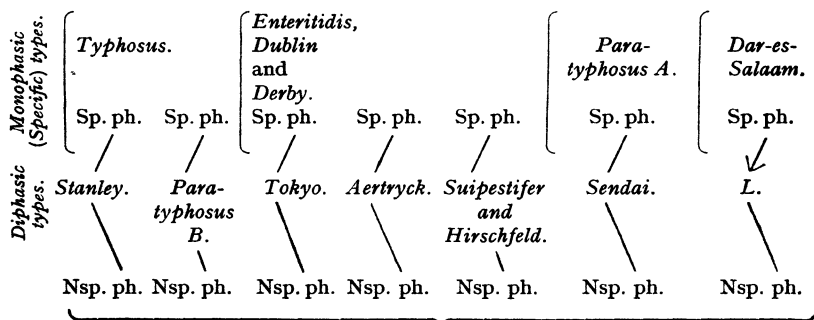 Monophasic
(Specific) types.
Typhosus.
Enteritidis,
Dublin
and
Derby.
Para-
typhosus A.
Dar-es-
Salaam.
Sp. ph. Sp. ph. Sp. ph. Sp. ph. Sp. ph. Sp. ph. Sp. ph.
Diphasic
types.
Stanley.
Para-
typhosus
B.
Tokyo.
Aertryck.
Suipestifer
and
Hirschfeld.
Sendai.
L.
Nsp. ph. Nsp. ph. Nsp. ph. Nsp. ph. Nsp. ph. Nsp. ph. Nsp. ph.